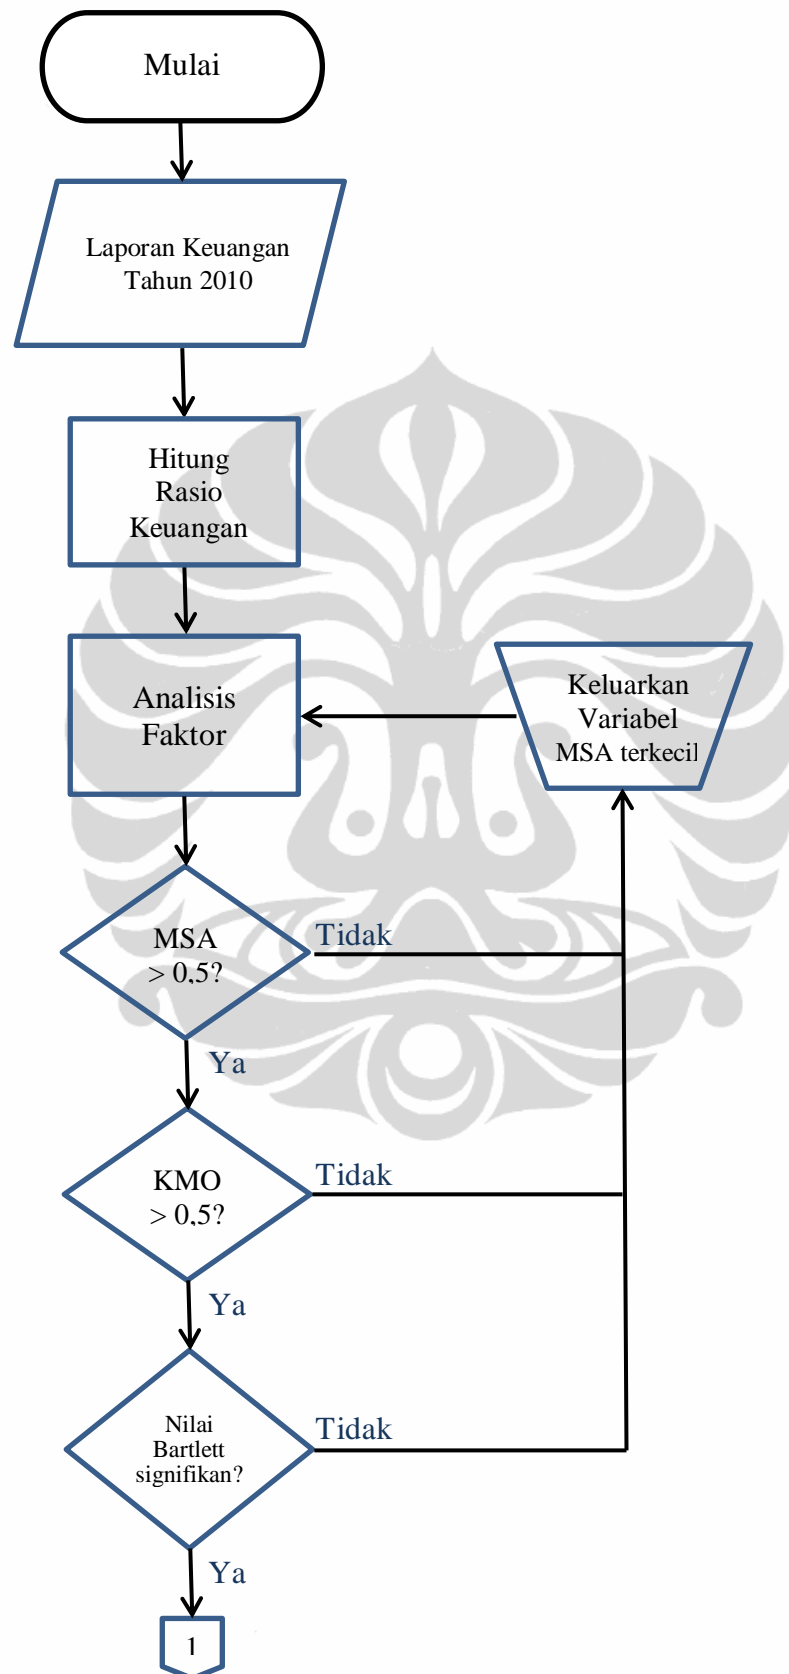 Mulai
Laporan Keuangan
Tahun 2010
Hitung
Rasio
Keuangan
Analisis
Faktor
Keluarkan
Variabel
MSA terkecil
MSA
> 0,5?
Tidak
Ya
KMO
> 0,5?
Tidak
Ya
Nilai
Bartlett
signifikan?
Tidak
Ya
1